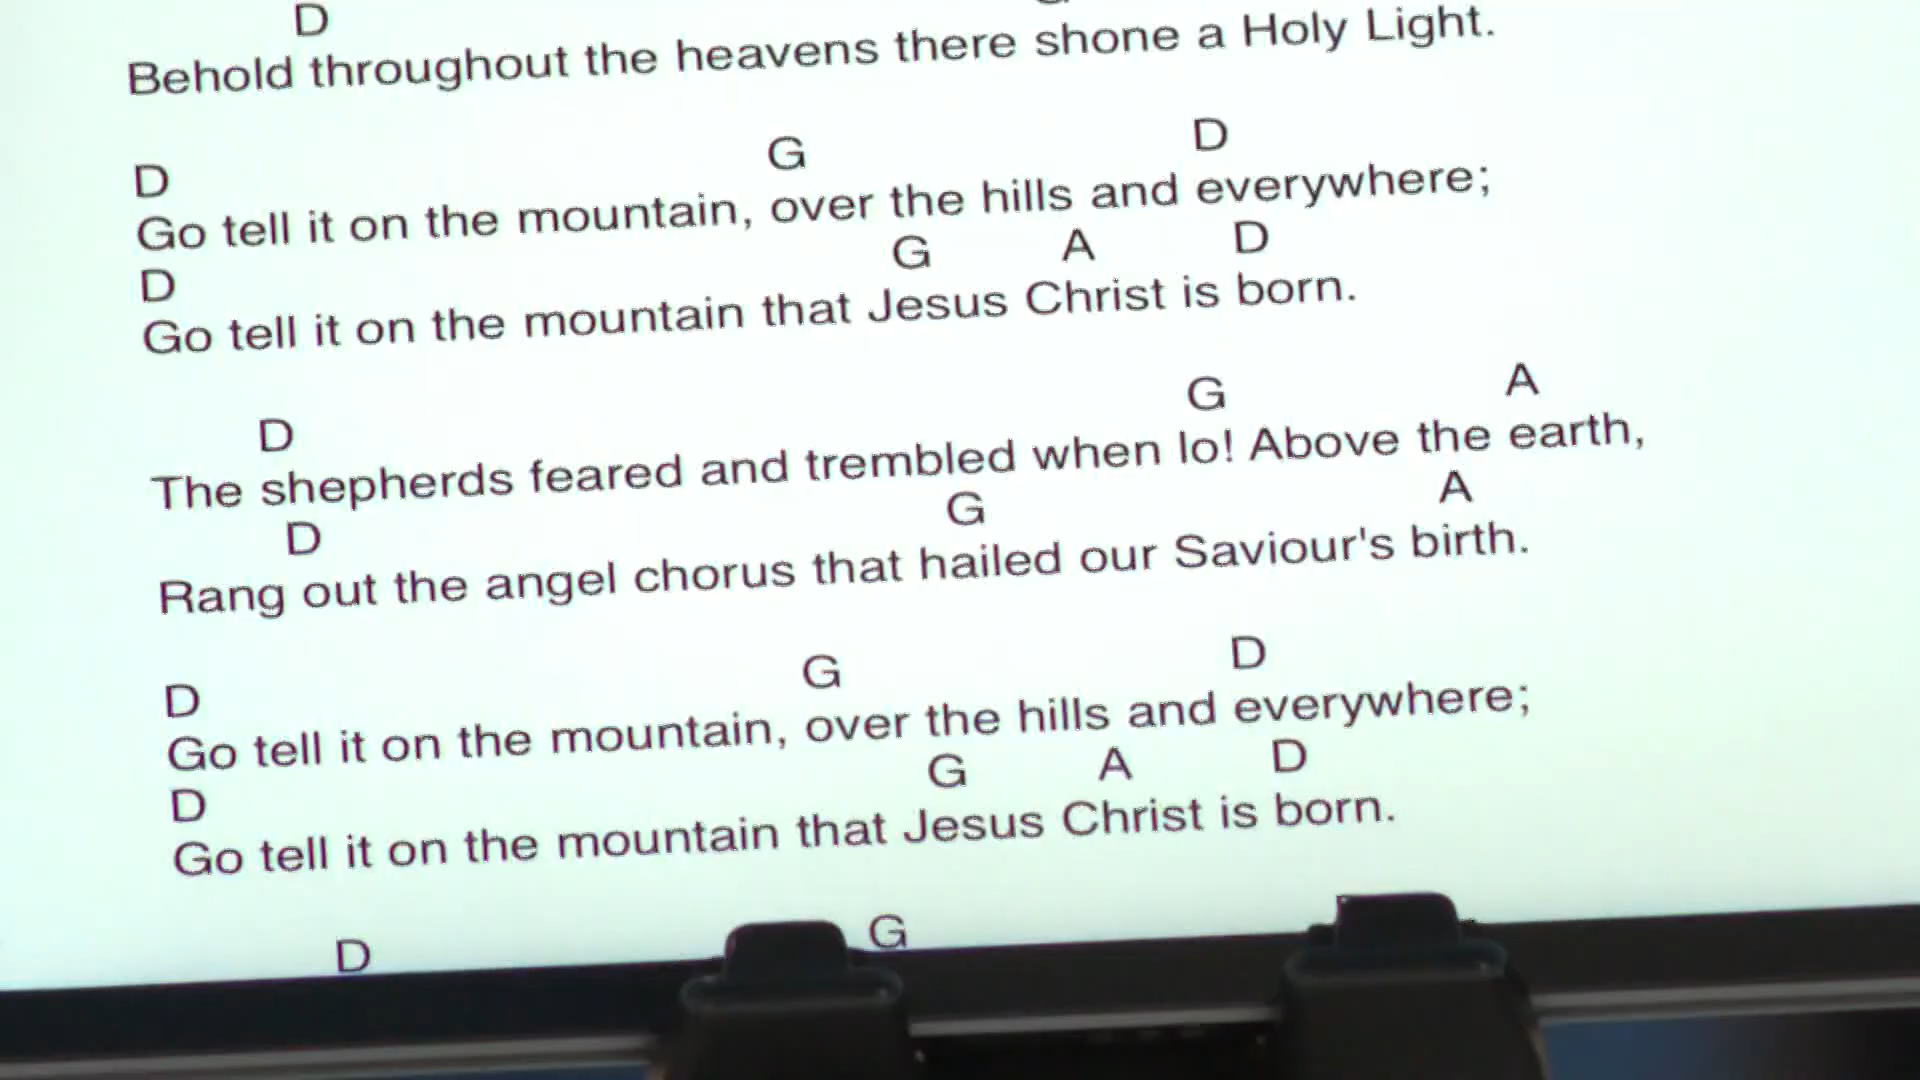 D
Behold throughout the heavens there shone a Holy Light.
D G D
Go tell it on the mountain, over the hills and everywhere;
D G A D
Go tell it on the mountain that Jesus Christ is born.
D G A
The shepherds feared and trembled when lo! Above the earth,
D G A
Rang out the angel chorus that hailed our Saviour's birth.
D G D
Go tell it on the mountain, over the hills and everywhere;
D G A D
Go tell it on the mountain that Jesus Christ is born.
D G